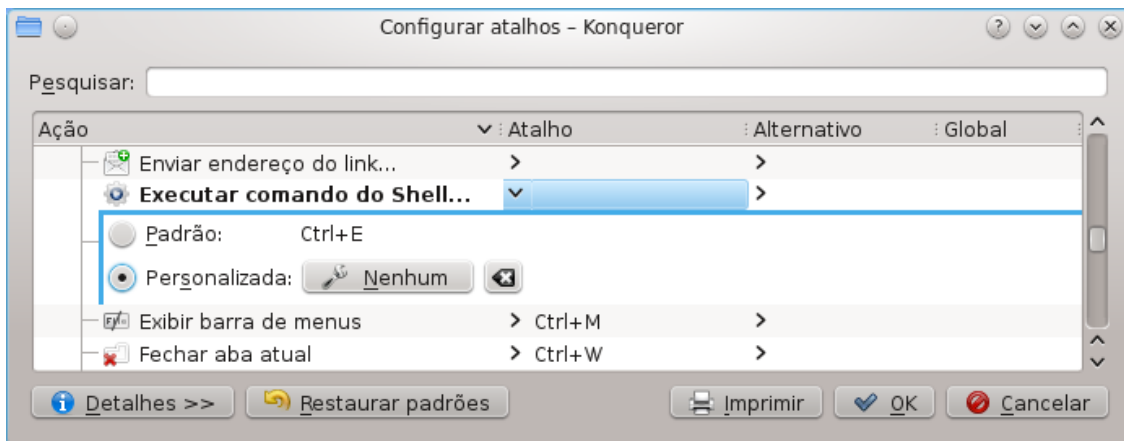 Configurar atalhos – Konqueror
Pesquisar:
Ação Atalho Alternativo Global
Enviar endereço do link...
Executar comando do Shell...
Padrão: Ctrl+E
Personalizada: Nenhum
Exibir barra de menus Ctrl+M
Fechar aba atual Ctrl+W
Detalhes >> Restaurar padrões Imprimir OK Cancelar